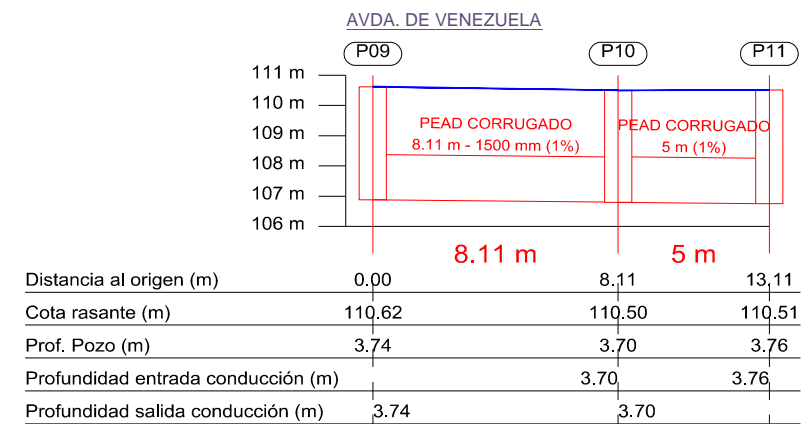 AVDA. DE VENEZUELA
P09 P10 P11
111 m
110 m
109 m
108 m
107 m
106 m
PEAD CORRUGADO
8.11 m - 1500 mm (1%)
PEAD CORRUGADO
5 m (1%)
8.11 m 5 m
Distancia al origen (m) 0.00 8.11 13.11
Cota rasante (m) 110.62 110.50 110.51
Prof. Pozo (m) 3.74 3.70 3.76
Profundidad entrada conducción (m) 3.70 3.76
Profundidad salida conducción (m) 3.74 3.70